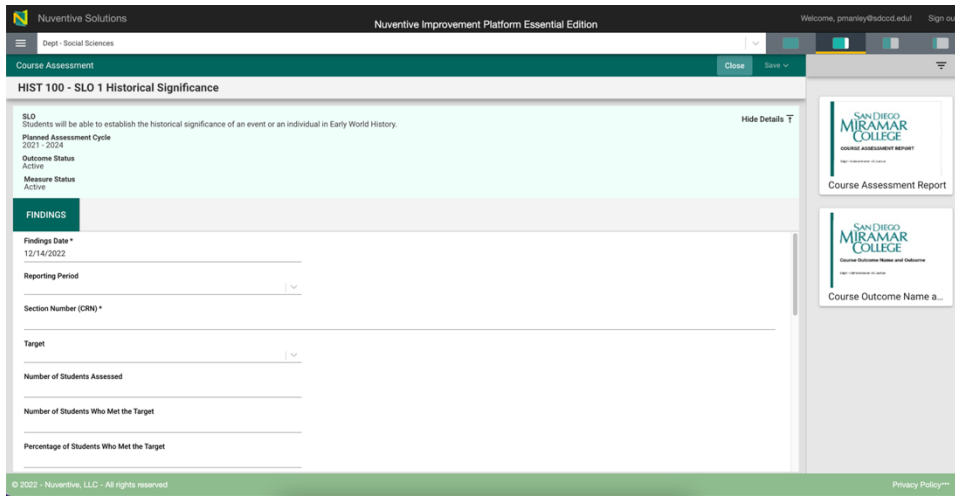 Nuventive Solutions
Nuventive Improvement Platform Essential Edition
Welcome, pmanley@sdccd.edu!
Sign ou
Dept - Social Sciences
Course Assessment
Close
Save
HIST 100 - SLO 1 Historical Significance
SLO
Students will be able to establish the historical significance of an event or an individual in Early World History.
Hide Details
Planned Assessment Cycle
2021 - 2024
Outcome Status
Active
Measure Status
Active
FINDINGS
Findings Date *
12/14/2022
Reporting Period
Section Number (CRN) *
Target
Number of Students Assessed
Number of Students Who Met the Target
Percentage of Students Who Met the Target
SAN DIEGO
MIRAMAR
COLLEGE
COURSE ASSESSMENT REPORT
Course Assessment Report
SAN DIEGO
MIRAMAR
COLLEGE
Course Outcome Name and Outcome
Course Outcome Name a...
© 2022 - Nuventive, LLC - All rights reserved
Privacy Policy